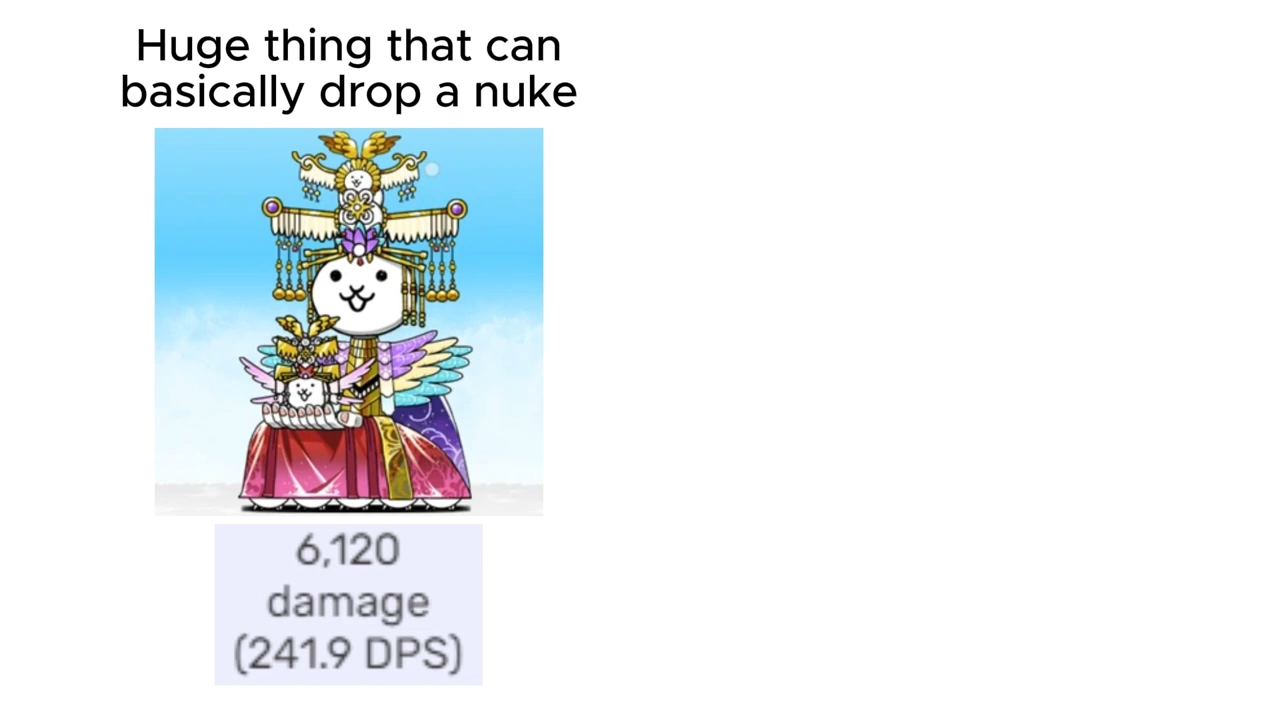 Huge thing that can
basically drop a nuke
6,120
damage
(241.9 DPS)